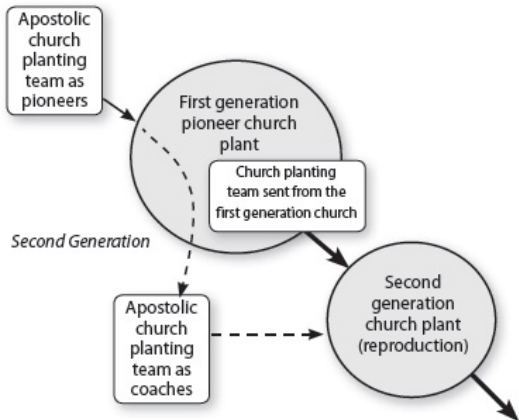 Apostolic
church
planting
team as
pioneers
First generation
pioneer church
plant
Church planting
team sent from the
first generation church
Second Generation
Apostolic
church
planting
team as
coaches
Second
generation
church plant
(reproduction)